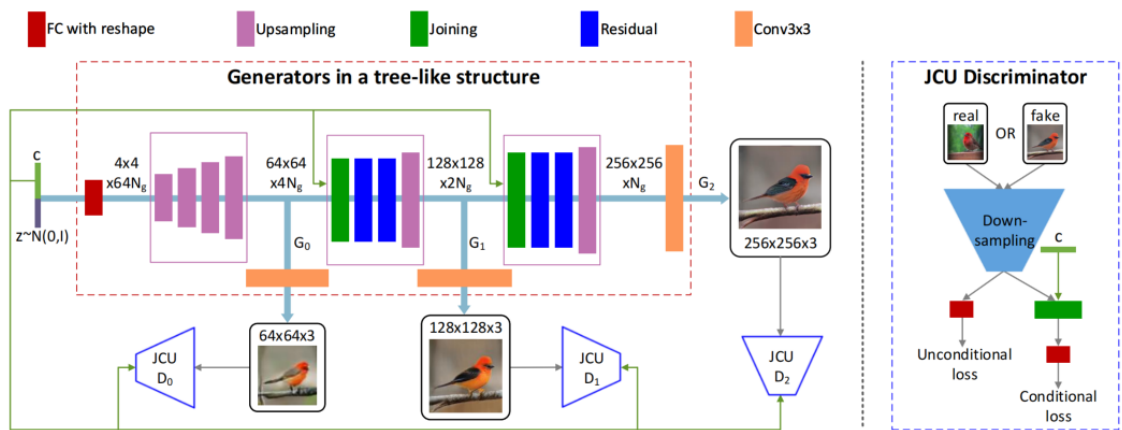 FC with reshape
Upsampling
Joining
Residual
Conv3x3
Generators in a tree-like structure
c
z~N(0,I)
4x4
x64Ng
64x64
x4Ng
128x128
x2Ng
256x256
xNg
G0
G1
G2
64x64x3
128x128x3
256x256x3
JCU
D0
JCU
D1
JCU
D2
JCU Discriminator
real
OR
fake
Down-
sampling
c
Unconditional
loss
Conditional
loss